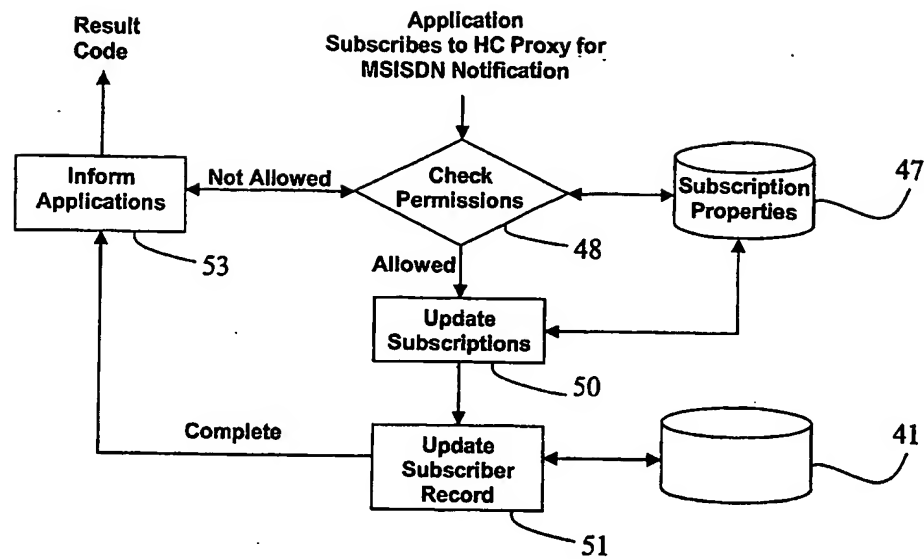 Result
Code
Application
Subscribes to HC Proxy for
MSISDN Notification
Inform
Applications
Not Allowed
Check
Permissions
Subscription
Properties
47
53
48
Allowed
Update
Subscriptions
50
Complete
Update
Subscriber
Record
41
51